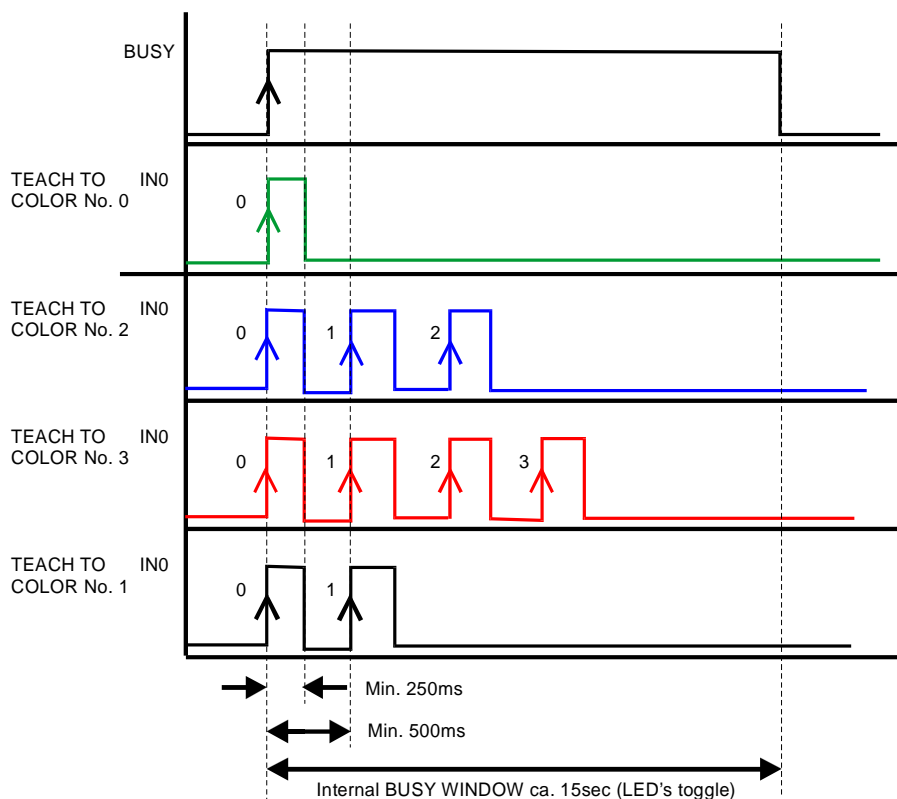 BUSY
TEACH TO IN0
COLOR No. 0
0
TEACH TO IN0
COLOR No. 2
0 1 2
TEACH TO IN0
COLOR No. 3
0 1 2 3
TEACH TO IN0
COLOR No. 1
0 1
Min. 250ms
Min. 500ms
Internal BUSY WINDOW ca. 15sec (LED's toggle)